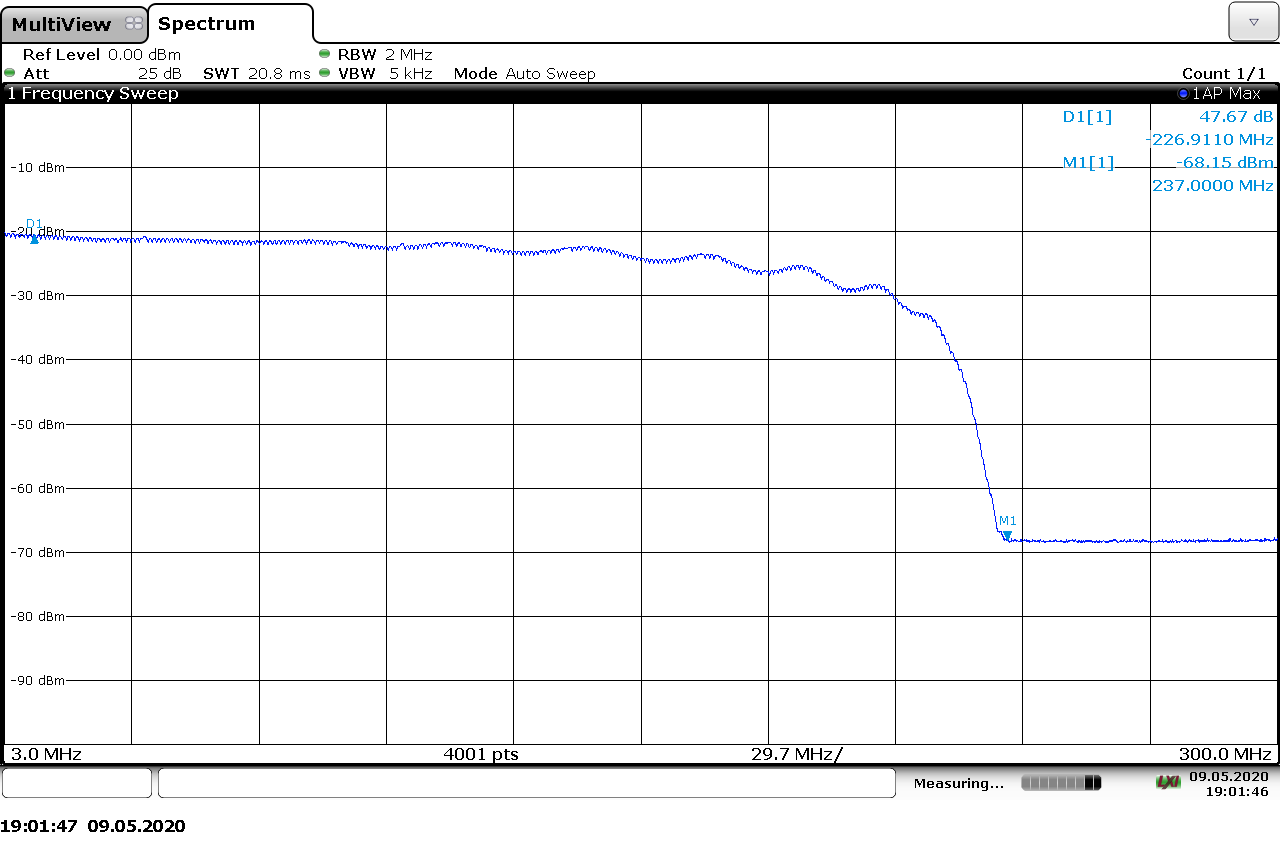 MultiView Spectrum
Ref Level 0.00 dBm RBW 2 MHz
Att 25 dB SWT 20.8 ms VBW 5 kHz Mode Auto Sweep Count 1/1
1 Frequency Sweep 1AP Max
D1[1] 47.67 dB
-226.9110 MHz
M1[1] -68.15 dBm
237.0000 MHz
-10 dBm
D1
-20 dBm
-30 dBm
-40 dBm
-50 dBm
-60 dBm
M1
-70 dBm
-80 dBm
-90 dBm
3.0 MHz 4001 pts 29.7 MHz/ 300.0 MHz
Measuring... LXI 09.05.2020
19:01:46
19:01:47 09.05.2020